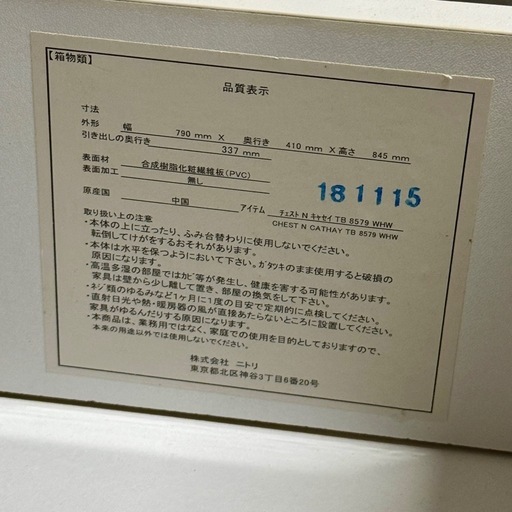 【箱物類】
品質表示
寸法
外形 幅 790 mm X 奥行き 410 mm X 高さ 845 mm
引き出しの奥行き 337 mm
表面材 合成樹脂化粧繊維板(PVC)
表面加工 無し
181115
原産国 中国 アイテム チェスト N キャセイ TB 8579 WHW
CHEST N CATHAY TB 8579 WHW
取り扱い上の注意
・本体の上に立ったり、ふみ台替わりに使用しないでください。
転倒してけがをするおそれがあります。
・本体は水平を保つようにおいて下さい。ガタツキのまま使用すると破損の
原因になります。
・高温多湿の部屋ではカビ等が発生し、健康を害する可能性があります。
家具は壁から少し離して置き、部屋の換気をして下さい。
・ネジ類のゆるみなど1ヶ月に1度の目安で定期的に点検してください。
・直射日光や熱・暖房器の風が直接あたらないところに設置してください。
家具がゆるんだりする原因になります。
・本商品は、業務用ではなく、家庭での使用を目的としておりますので、
本来の用途以外では使用しないでください。
株式会社 ニトリ
東京都北区神谷3丁目6番20号